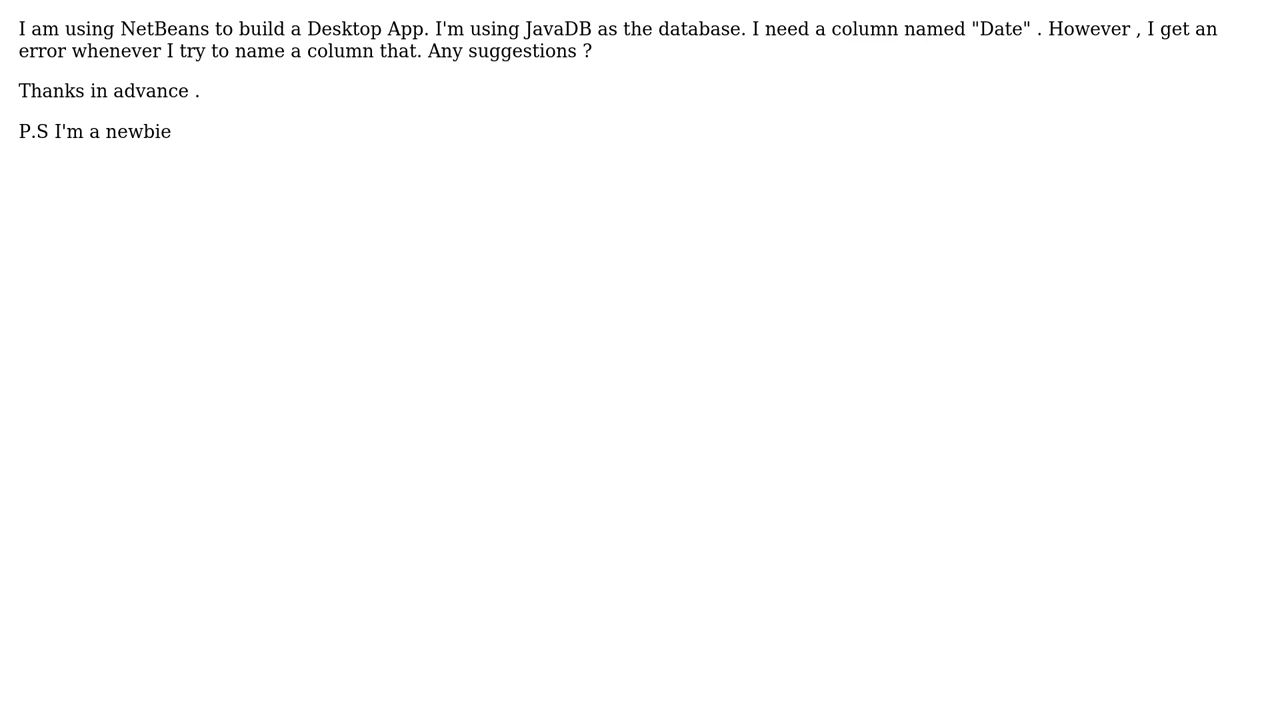 I am using NetBeans to build a Desktop App. I'm using JavaDB as the database. I need a column named "Date" . However , I get an
error whenever I try to name a column that. Any suggestions ?
Thanks in advance .
P.S I'm a newbie